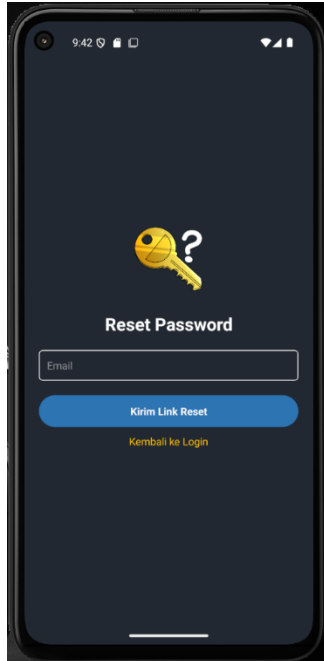 9:42
?
Reset Password
Email
Kirim Link Reset
Kembali ke Login